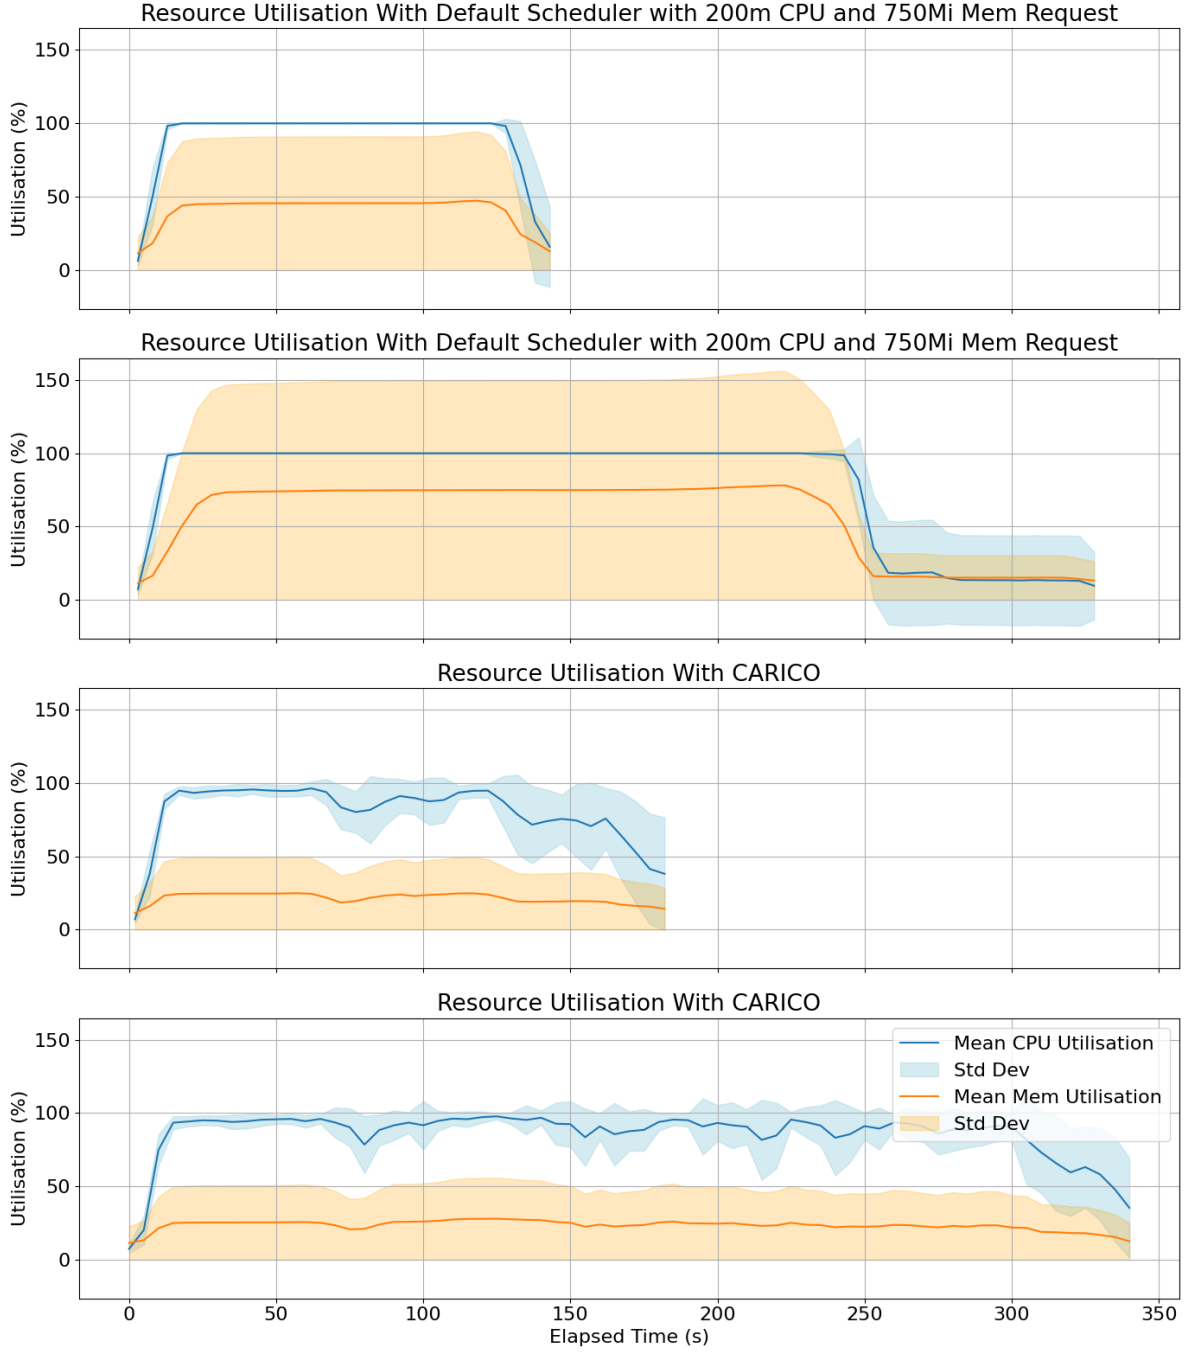 Resource Utilisation With Default Scheduler with 200m CPU and 750Mi Mem Request
150
100
50
0
Utilisation (%)
Resource Utilisation With Default Scheduler with 200m CPU and 750Mi Mem Request
150
100
50
0
Utilisation (%)
Resource Utilisation With CARICO
150
100
50
0
Utilisation (%)
Resource Utilisation With CARICO
150
100
50
0
Utilisation (%)
Mean CPU Utilisation
Std Dev
Mean Mem Utilisation
Std Dev
0 50 100 150 200 250 300 350
Elapsed Time (s)